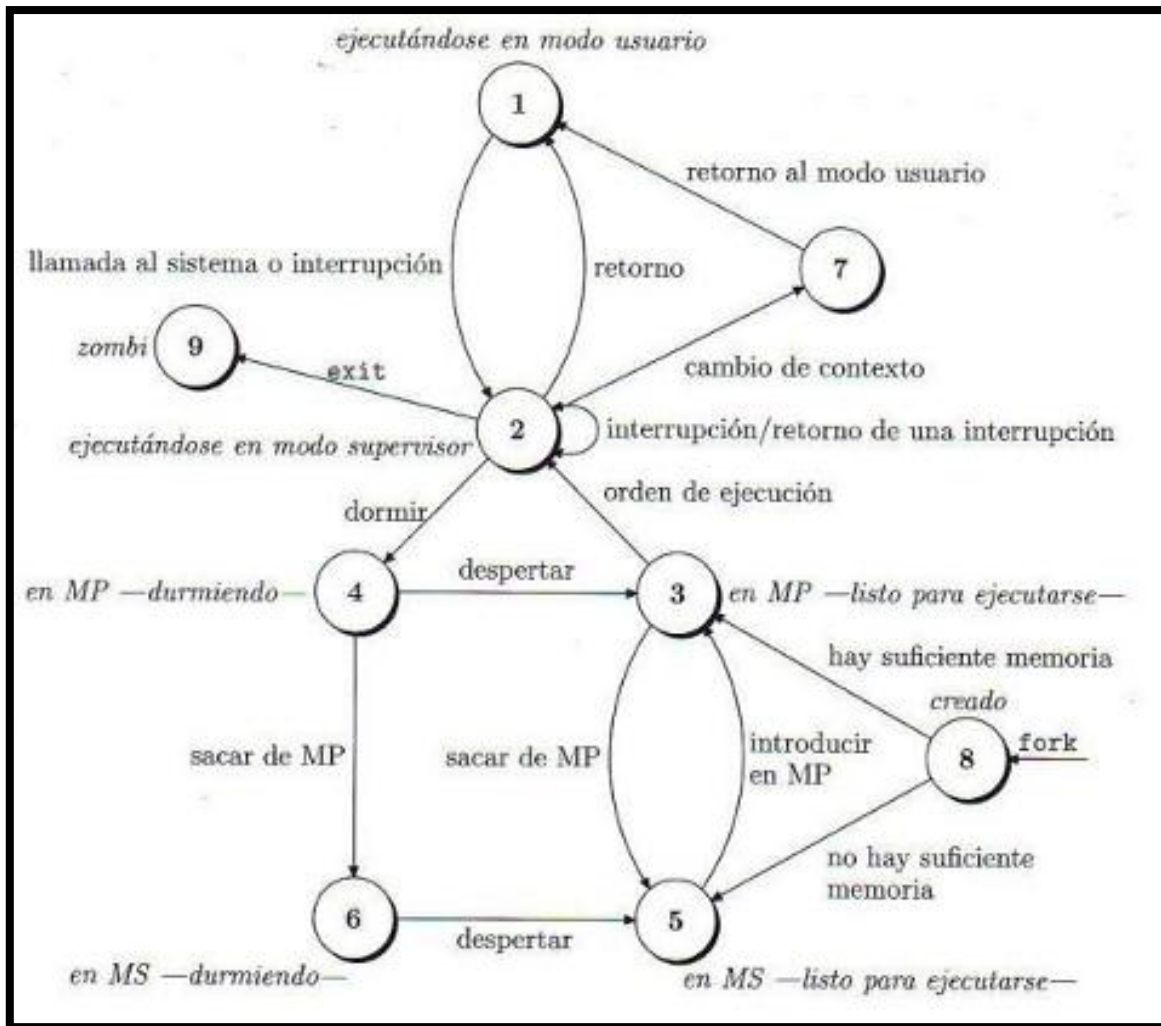 ejecutándose en modo usuario
1
retorno al modo usuario
llamada al sistema o interrupción
retorno
7
zombi
9
exit
cambio de contexto
2
interrupción/retorno de una interrupción
ejecutándose en modo supervisor
orden de ejecución
dormir
despertar
en MP —durmiendo—
4
3
en MP —listo para ejecutarse—
hay suficiente memoria
creado
sacar de MP
sacar de MP
introducir
en MP
8
fork
no hay suficiente
memoria
6
5
despertar
en MS —durmiendo—
en MS —listo para ejecutarse—